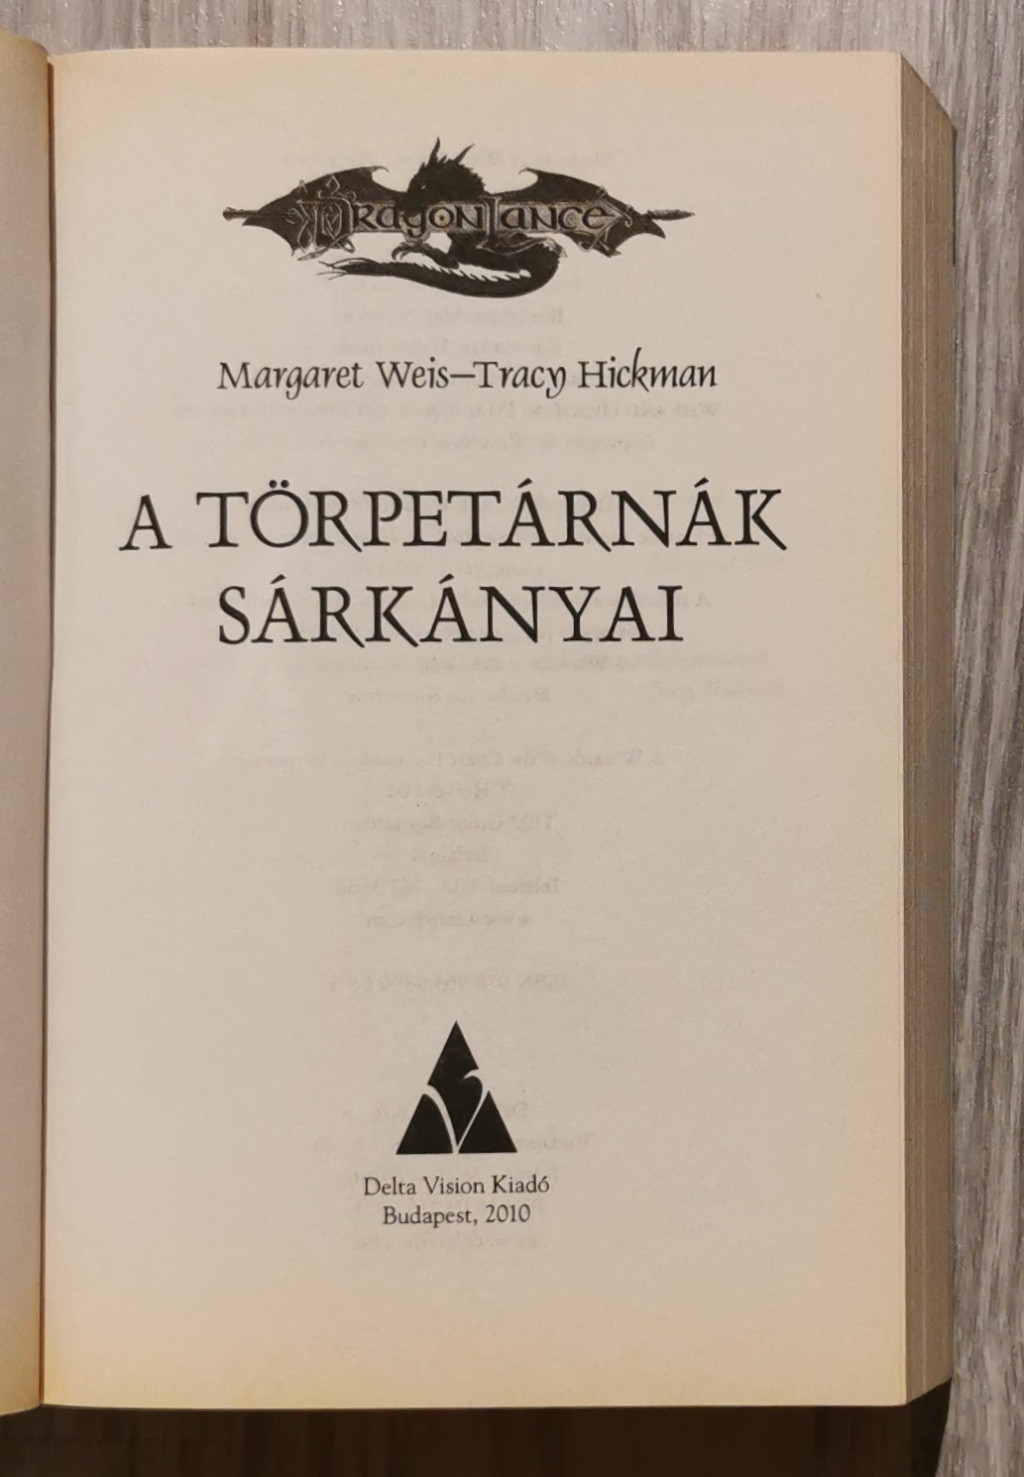 DRAGONLANCE
Margaret Weis–Tracy Hickman
A TÖRPETÁRNÁK
SÁRKÁNYAI
Delta Vision Kiadó
Budapest, 2010